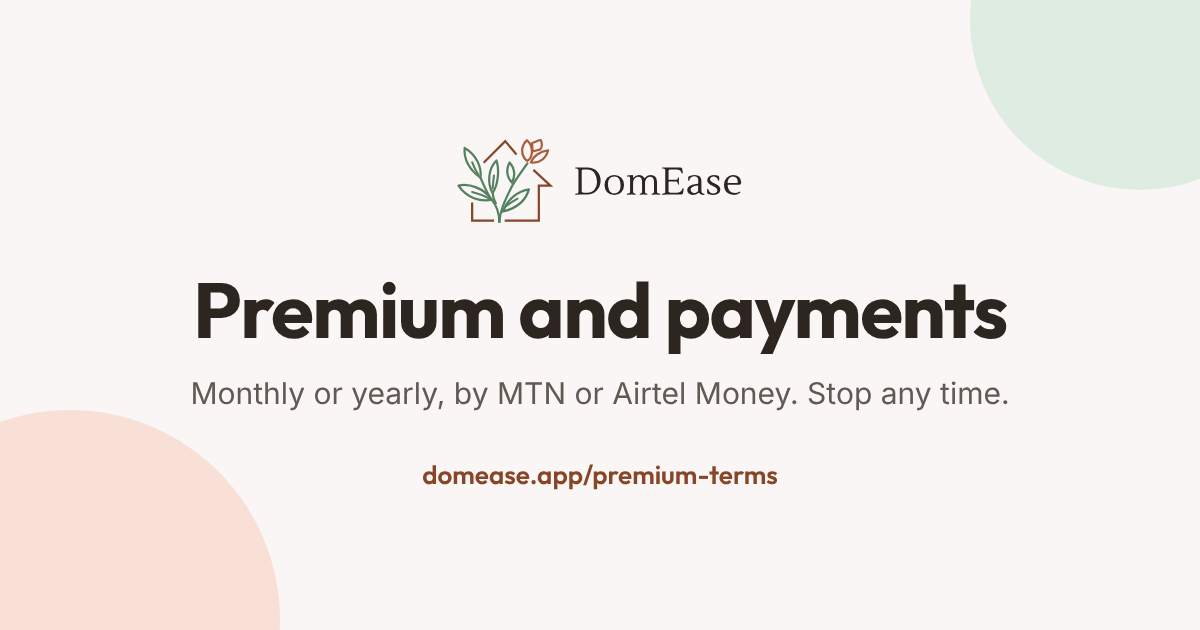 DomEase
Premium and payments
Monthly or yearly, by MTN or Airtel Money. Stop any time.
domease.app/premium-terms